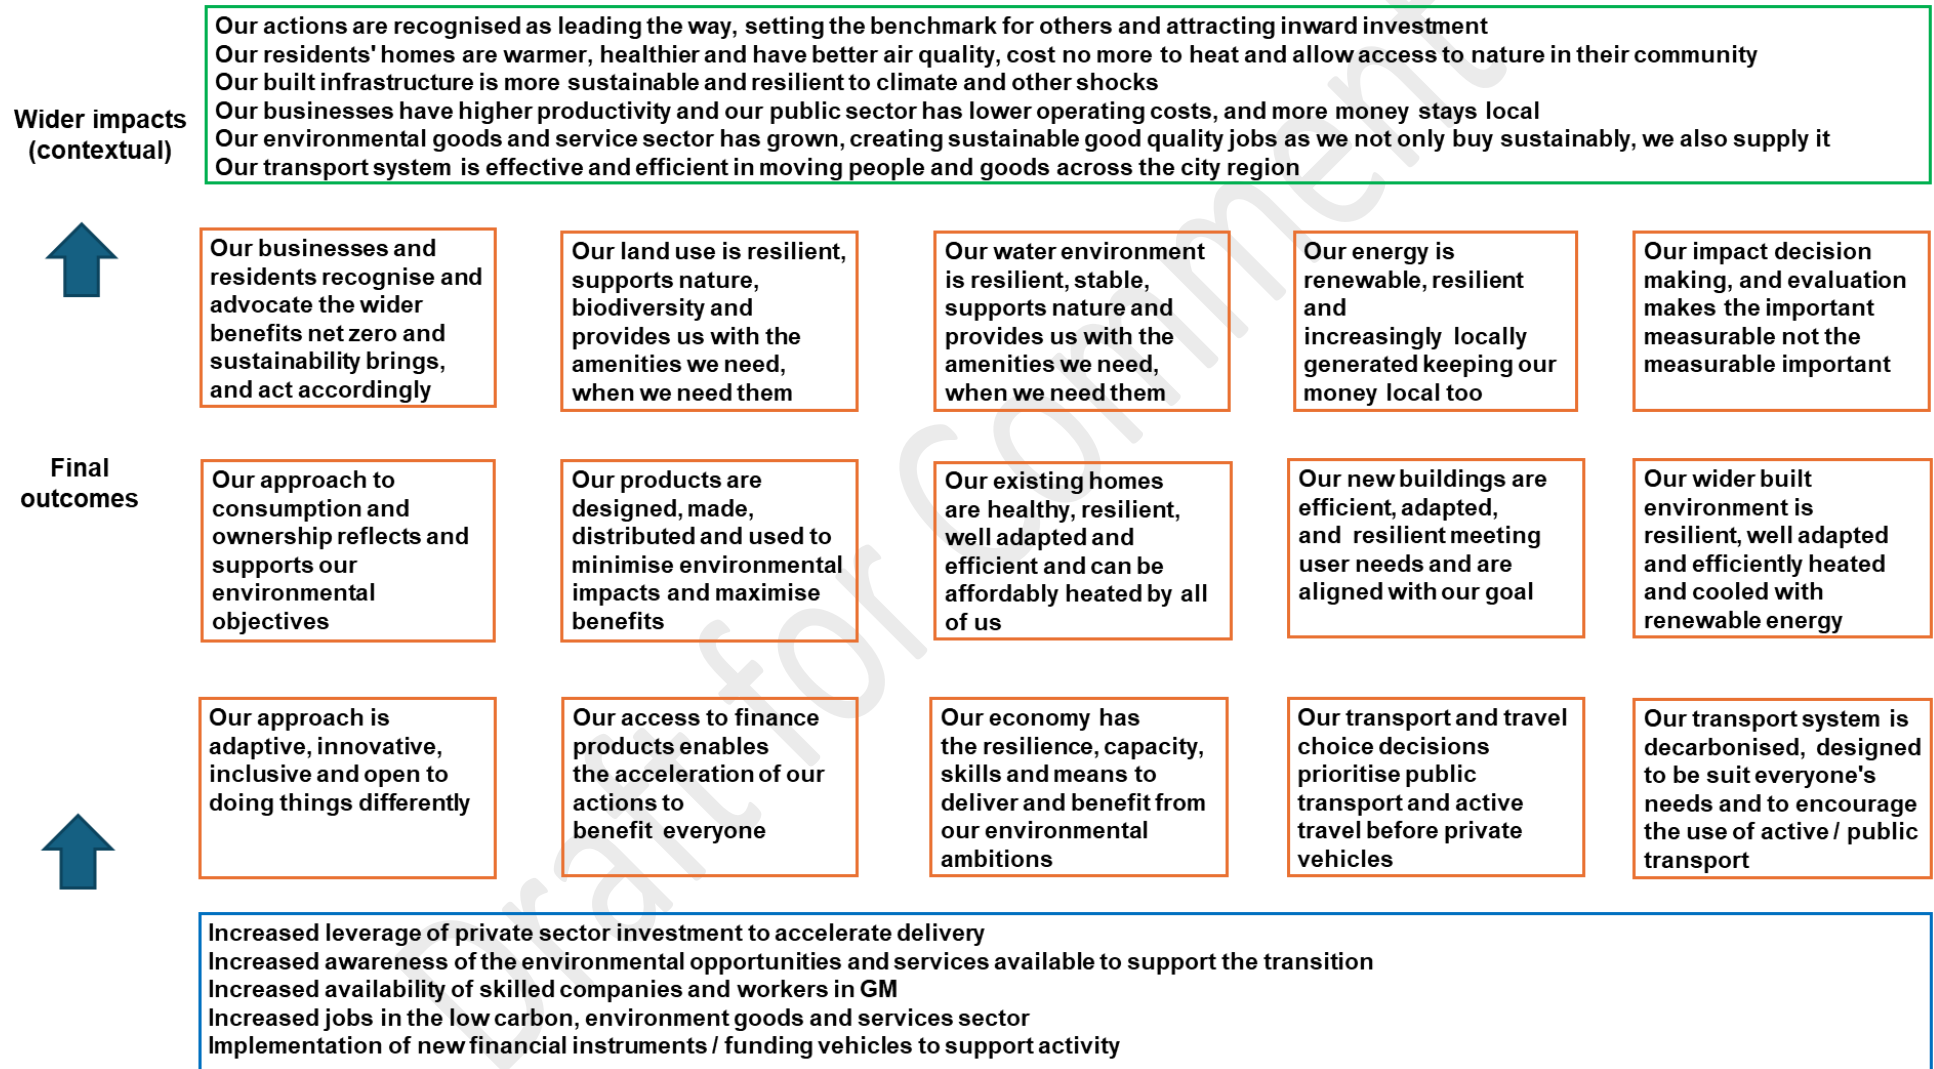 Our actions are recognised as leading the way, setting the benchmark for others and attracting inward investment
Our residents' homes are warmer, healthier and have better air quality, cost no more to heat and allow access to nature in their community
Our built infrastructure is more sustainable and resilient to climate and other shocks
Our businesses have higher productivity and our public sector has lower operating costs, and more money stays local
Our environmental goods and service sector has grown, creating sustainable good quality jobs as we not only buy sustainably, we also supply it
Our transport system is effective and efficient in moving people and goods across the city region
Wider impacts
(contextual)
Our businesses and
residents recognise and
advocate the wider
benefits net zero and
sustainability brings,
and act accordingly
Our land use is resilient,
supports nature,
biodiversity and
provides us with the
amenities we need,
when we need them
Our water environment
is resilient, stable,
supports nature and
provides us with the
amenities we need,
when we need them
Our energy is
renewable, resilient
and
increasingly locally
generated keeping our
money local too
Our impact decision
making, and evaluation
makes the important
measurable not the
measurable important
Final
outcomes
Our approach to
consumption and
ownership reflects and
supports our
environmental
objectives
Our products are
designed, made,
distributed and used to
minimise environmental
impacts and maximise
benefits
Our existing homes
are healthy, resilient,
well adapted and
efficient and can be
affordably heated by all
of us
Our new buildings are
efficient, adapted,
and resilient meeting
user needs and are
aligned with our goal
Our wider built
environment is
resilient, well adapted
and efficiently heated
and cooled with
renewable energy
Our approach is
adaptive, innovative,
inclusive and open to
doing things differently
Our access to finance
products enables
the acceleration of our
actions to
benefit everyone
Our economy has
the resilience, capacity,
skills and means to
deliver and benefit from
our environmental
ambitions
Our transport and travel
choice decisions
prioritise public
transport and active
travel before private
vehicles
Our transport system is
decarbonised, designed
to be suit everyone's
needs and to encourage
the use of active / public
transport
Increased leverage of private sector investment to accelerate delivery
Increased awareness of the environmental opportunities and services available to support the transition
Increased availability of skilled companies and workers in GM
Increased jobs in the low carbon, environment goods and services sector
Implementation of new financial instruments / funding vehicles to support activity
Draft for Comment